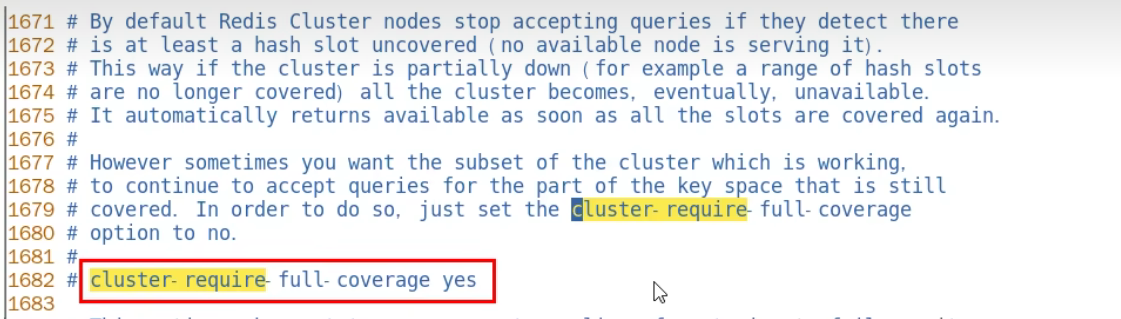 1671 # By default Redis Cluster nodes stop accepting queries if they detect there
1672 # is at least a hash slot uncovered (no available node is serving it).
1673 # This way if the cluster is partially down (for example a range of hash slots
1674 # are no longer covered) all the cluster becomes, eventually, unavailable.
1675 # It automatically returns available as soon as all the slots are covered again.
1676 #
1677 # However sometimes you want the subset of the cluster which is working,
1678 # to continue to accept queries for the part of the key space that is still
1679 # covered. In order to do so, just set the cluster-require-full-coverage
1680 # option to no.
1681 #
1682 # cluster-require-full-coverage yes
1683